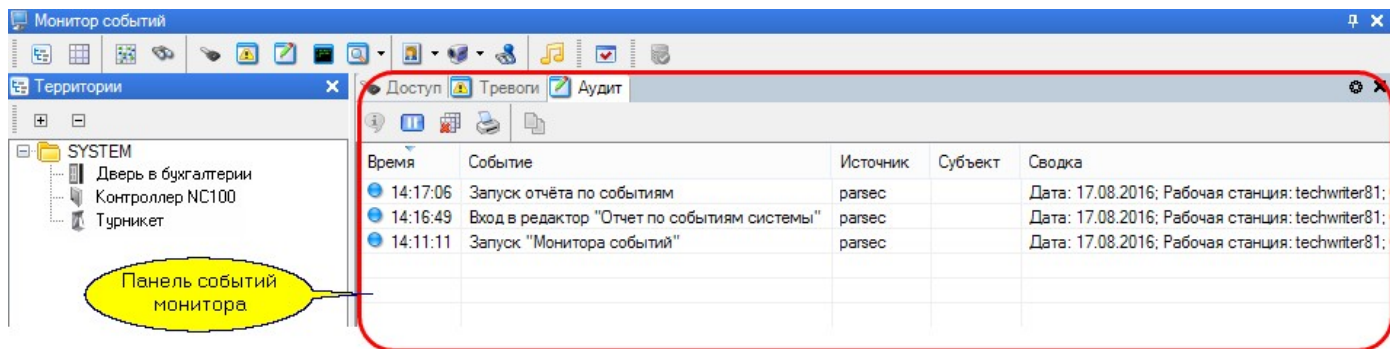 Монитор событий
Территории
Доступ Тревоги Аудит
SYSTEM
Дверь в бухгалтерии
Контроллер NC100
Турникет
Время Событие Источник Субъект Сводка
14:17:06 Запуск отчёта по событиям parsec Дата: 17.08.2016; Рабочая станция: techwriter81;
14:16:49 Вход в редактор "Отчет по событиям системы" parsec Дата: 17.08.2016; Рабочая станция: techwriter81;
14:11:11 Запуск "Монитора событий" parsec Дата: 17.08.2016; Рабочая станция: techwriter81;
Панель событий
монитора